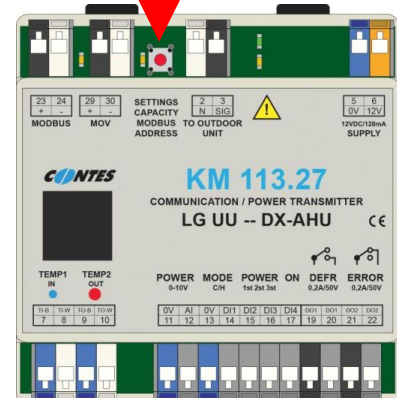 23 24 29 30 SETTINGS 2 3 5 6
+ - + - CAPACITY N SIG 0V 12V
MODBUS MOV MODBUS TO OUTDOOR 12VDC/120mA
ADDRESS UNIT SUPPLY
CONTES
KM 113.27
COMMUNICATION / POWER TRANSMITTER
LG UU -- DX-AHU CE
TEMP1 TEMP2 POWER MODE POWER ON DEFR ERROR
IN OUT 0-10V C/H 1st 2st 3st 0,2A/50V 0,2A/50V
TI-B TI-W TO-B TO-W 0V AI 0V DI1 DI2 DI3 DI4 DO1 DO1 DO2 DO2
7 8 9 10 11 12 13 14 15 16 17 19 20 21 22